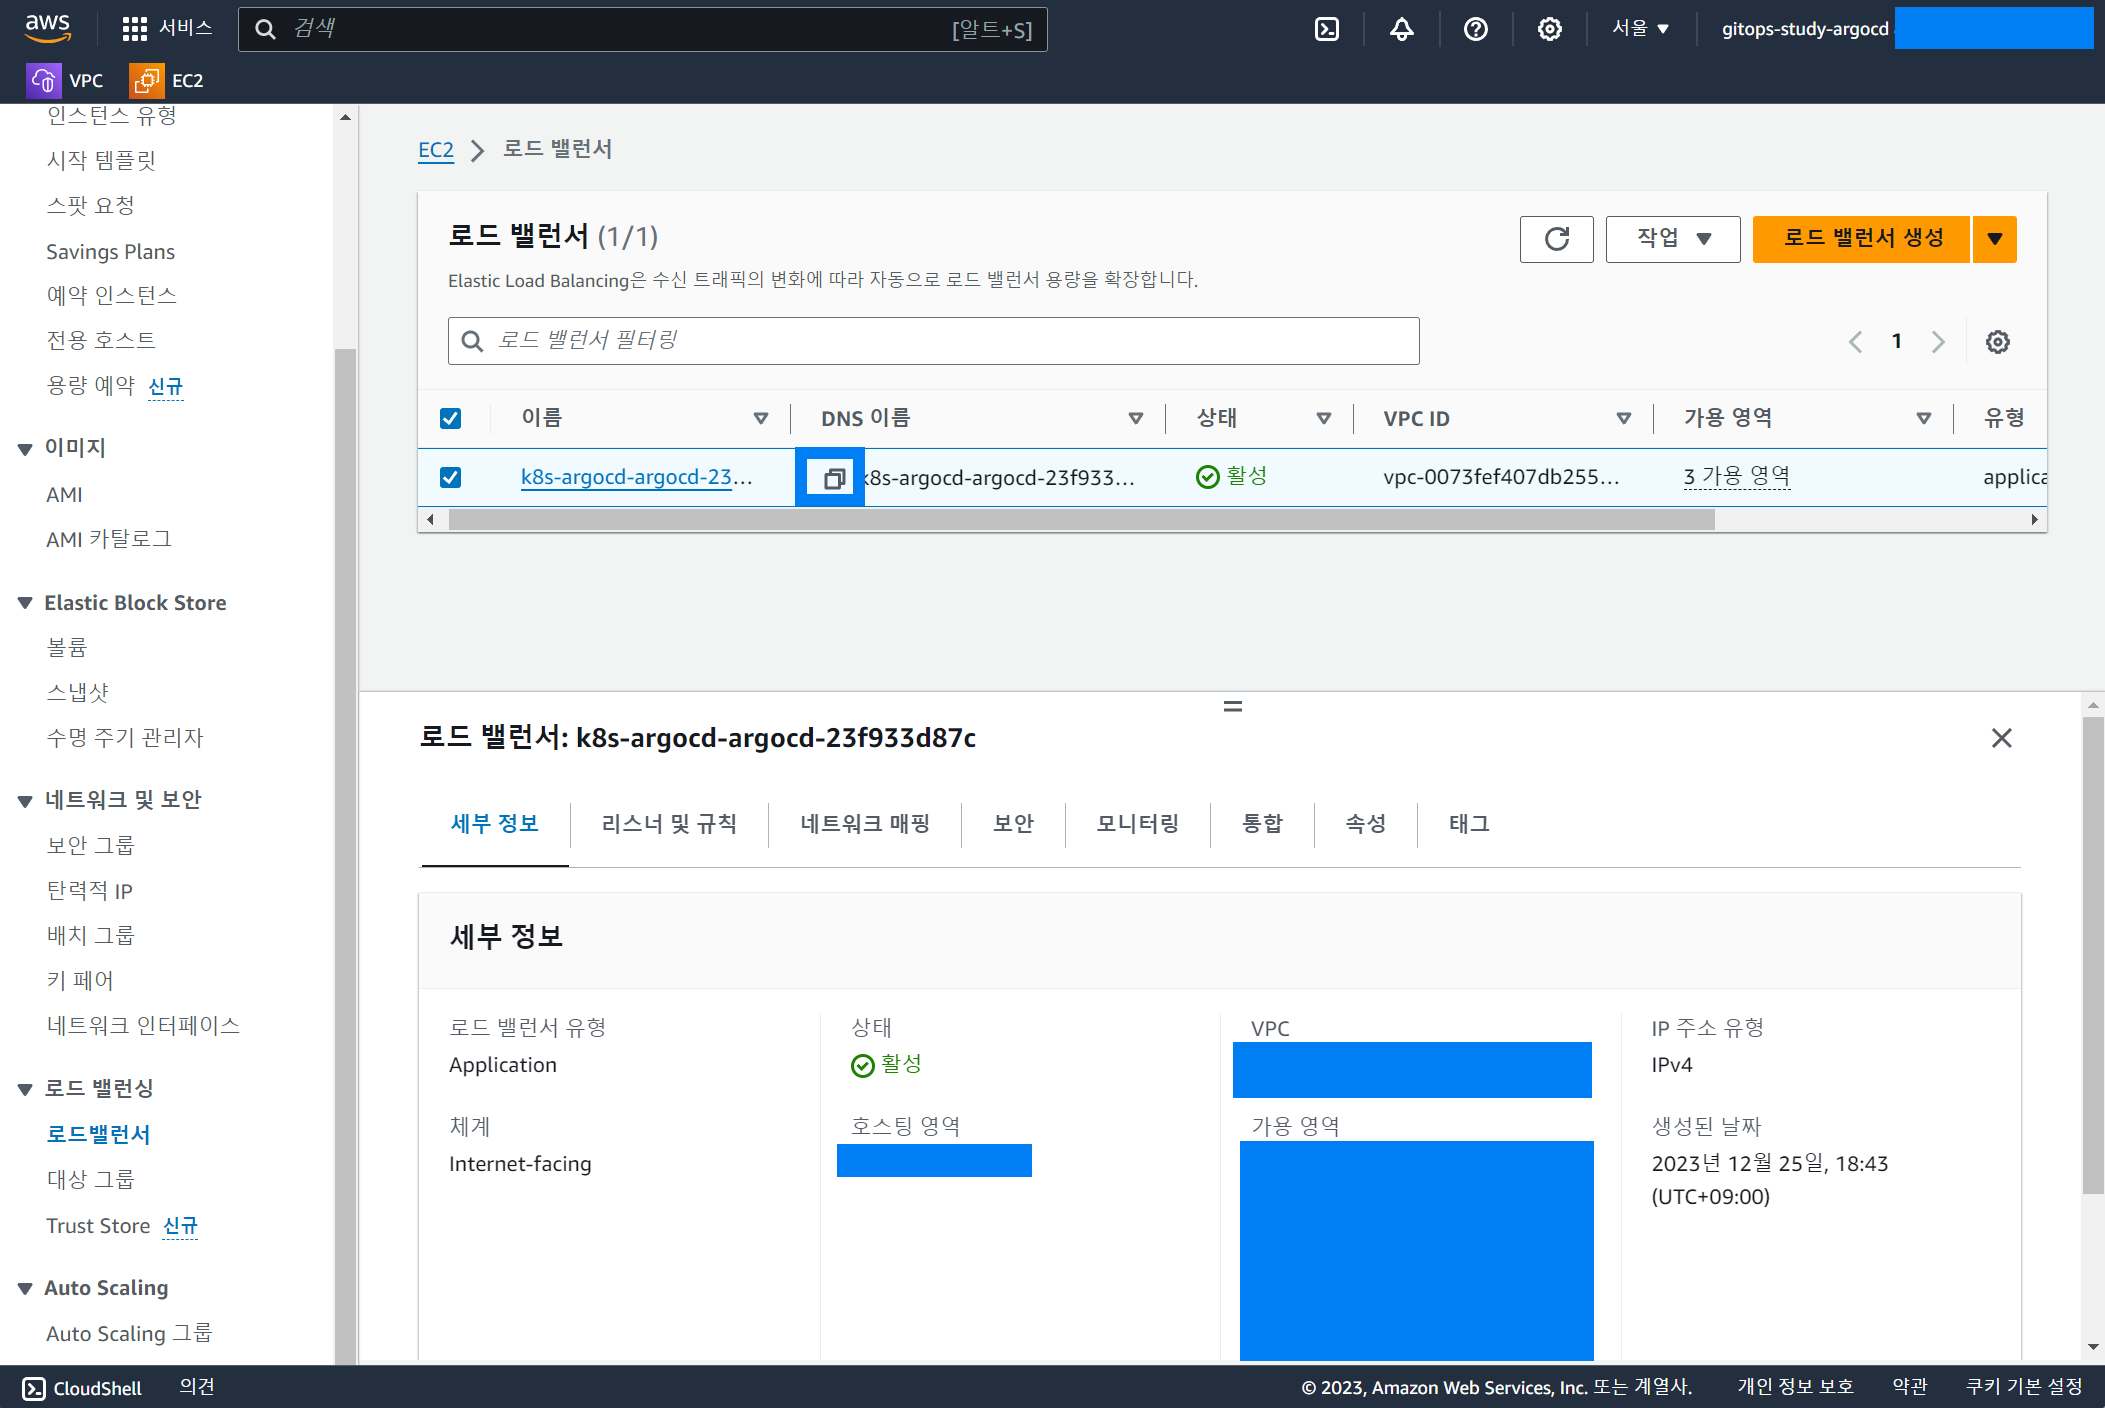 aws
서비스
검색
[알트+S]
서울
gitops-study-argocd
VPC
EC2
인스턴스 유형
시작 템플릿
스팟 요청
Savings Plans
예약 인스턴스
전용 호스트
용량 예약 신규
이미지
AMI
AMI 카탈로그
Elastic Block Store
볼륨
스냅샷
수명 주기 관리자
네트워크 및 보안
보안 그룹
탄력적 IP
배치 그룹
키 페어
네트워크 인터페이스
로드 밸런싱
로드밸런서
대상 그룹
Trust Store 신규
Auto Scaling
Auto Scaling 그룹
EC2
로드 밸런서
로드 밸런서 (1/1)
작업
로드 밸런서 생성
Elastic Load Balancing은 수신 트래픽의 변화에 따라 자동으로 로드 밸런서 용량을 확장합니다.
로드 밸런서 필터링
1
이름 DNS 이름 상태 VPC ID 가용 영역 유형
k8s-argocd-argocd-23... k8s-argocd-argocd-23f933... 활성 vpc-0073fef407db255... 3 가용 영역 applica
로드 밸런서: k8s-argocd-argocd-23f933d87c
세부 정보 리스너 및 규칙 네트워크 매핑 보안 모니터링 통합 속성 태그
세부 정보
로드 밸런서 유형
Application
상태
활성
VPC
IP 주소 유형
IPv4
체계
Internet-facing
호스팅 영역
가용 영역
생성된 날짜
2023년 12월 25일, 18:43
(UTC+09:00)
CloudShell
의견
© 2023, Amazon Web Services, Inc. 또는 계열사.
개인 정보 보호
약관
쿠키 기본 설정